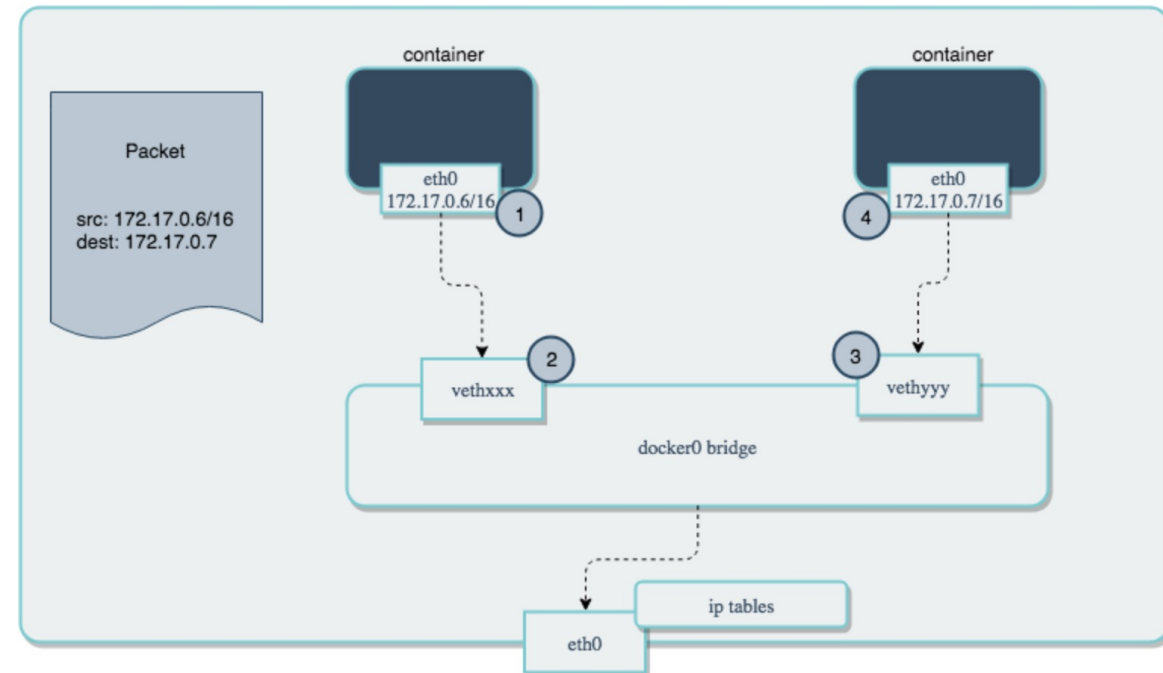 container
container
Packet
src: 172.17.0.6/16
dest: 172.17.0.7
eth0
172.17.0.6/16
1
eth0
172.17.0.7/16
4
vethxxx
2
3
vethyyy
docker0 bridge
ip tables
eth0